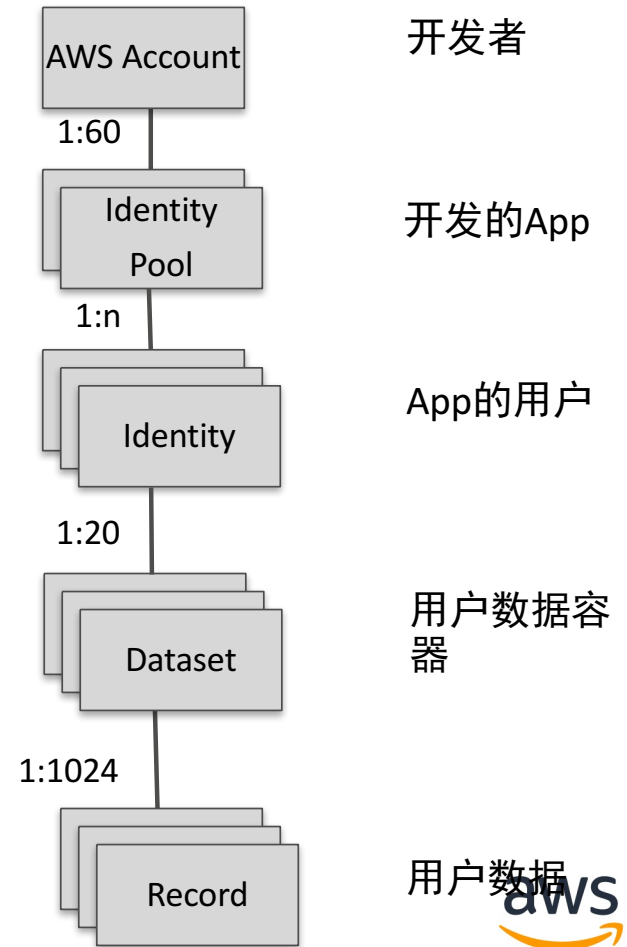 AWS Account
开发者
1:60
Identity
Pool
开发的App
1:n
Identity
App的用户
1:20
Dataset
用户数据容
器
1:1024
Record
用户数据
aws